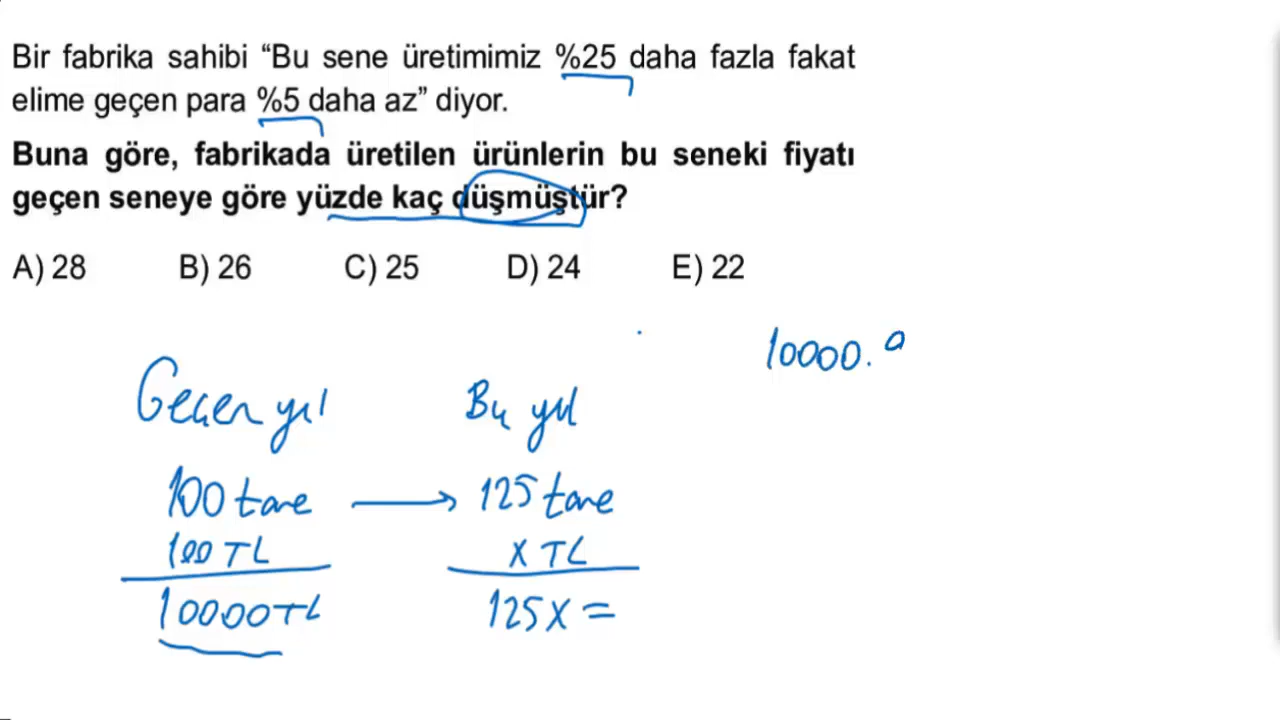 Bir fabrika sahibi “Bu sene üretimimiz %25 daha fazla fakat
elime geçen para %5 daha az” diyor.
Buna göre, fabrikada üretilen ürünlerin bu seneki fiyatı
geçen seneye göre yüzde kaç düşmüştür?
A) 28 B) 26 C) 25 D) 24 E) 22
10000.
Geçen yıl Bu yıl
100 tane 125 tane
100 TL X TL
10000TL 125X =